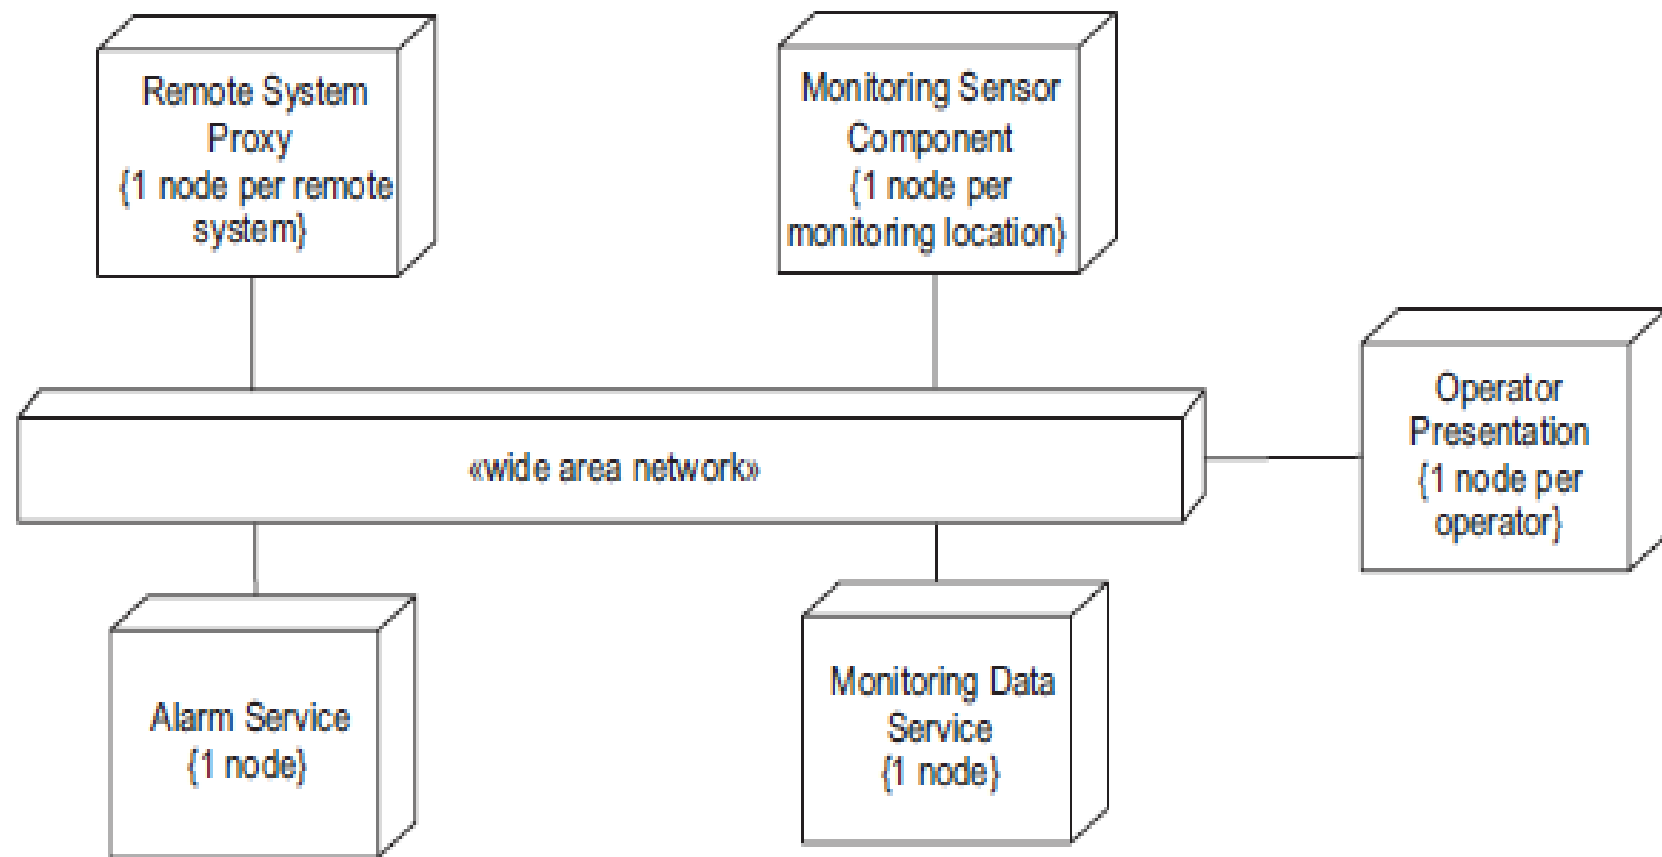 Remote System
Proxy
{1 node per remote
system}
Monitoring Sensor
Component
{1 node per
monitoring location}
Operator
Presentation
{1 node per
operator}
«wide area network»
Alarm Service
{1 node}
Monitoring Data
Service
{1 node}